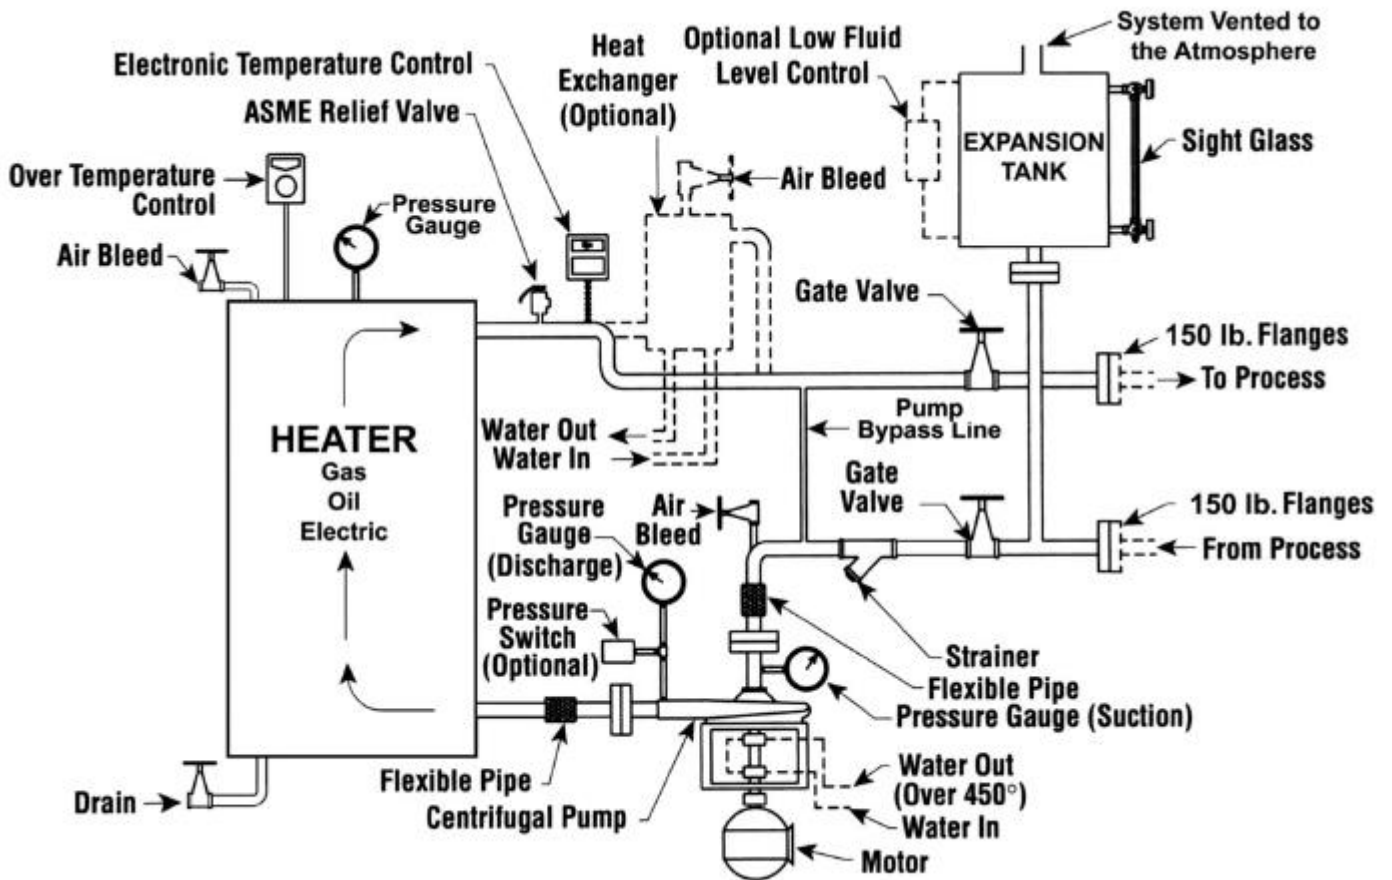 System Vented to
the Atmosphere
Electronic Temperature Control
Heat
Exchanger
(Optional)
Optional Low Fluid
Level Control
ASME Relief Valve
EXPANSION
TANK
Sight Glass
Over Temperature
Control
Pressure
Gauge
Air Bleed
Air Bleed
Gate Valve
150 lb. Flanges
To Process
Pump
Bypass Line
HEATER
Gas
Oil
Electric
Water Out
Water In
Gate
Valve
Pressure
Gauge
(Discharge)
Air
Bleed
150 lb. Flanges
From Process
Pressure
Switch
(Optional)
Strainer
Flexible Pipe
Pressure Gauge (Suction)
Flexible Pipe
Centrifugal Pump
Water Out
(Over 450°)
Water In
Drain
Motor